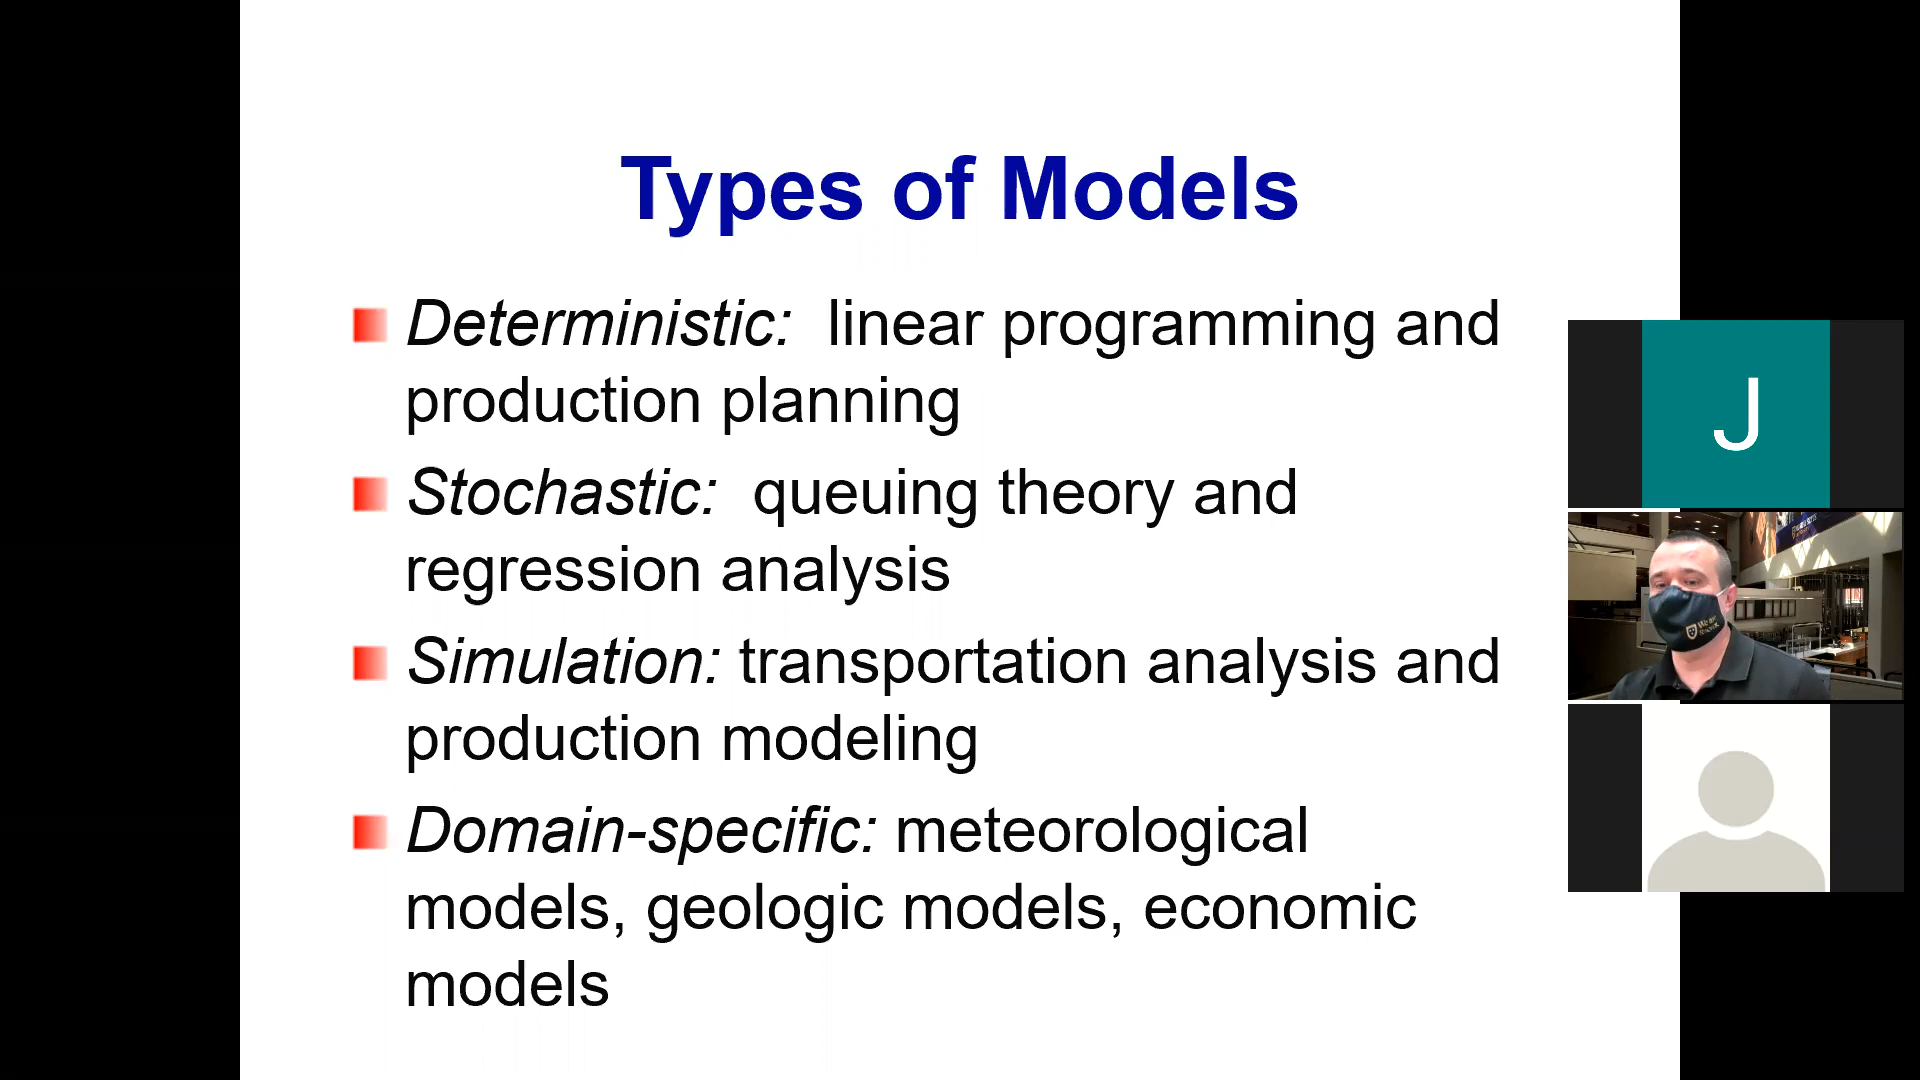 Types of Models
Deterministic: linear programming and
production planning
Stochastic: queuing theory and
regression analysis
Simulation: transportation analysis and
production modeling
Domain-specific: meteorological
models, geologic models, economic
models
J